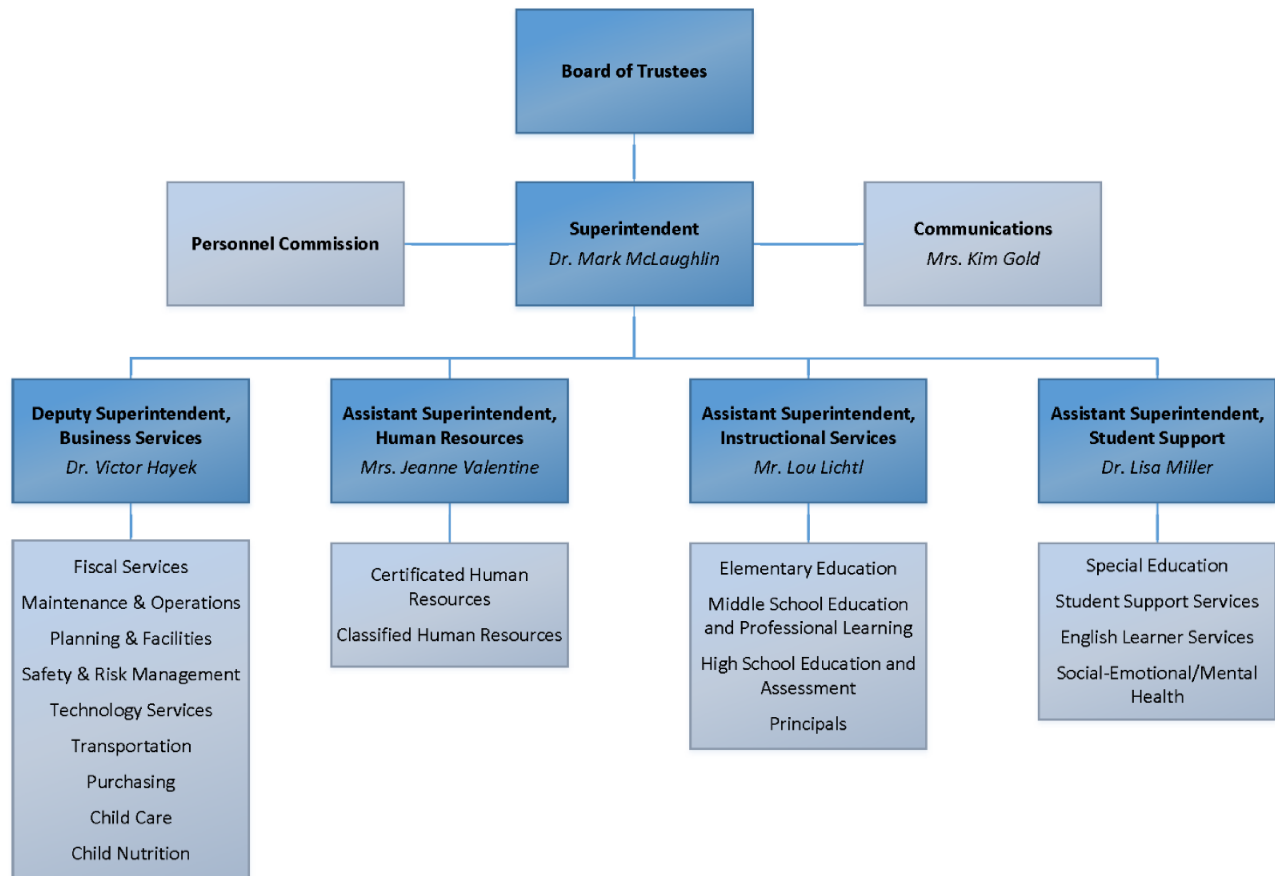 Board of Trustees
Personnel Commission
Superintendent
Dr. Mark McLaughlin
Communications
Mrs. Kim Gold
Deputy Superintendent,
Business Services
Dr. Victor Hayek
Assistant Superintendent,
Human Resources
Mrs. Jeanne Valentine
Assistant Superintendent,
Instructional Services
Mr. Lou Lichtl
Assistant Superintendent,
Student Support
Dr. Lisa Miller
Fiscal Services
Maintenance & Operations
Planning & Facilities
Safety & Risk Management
Technology Services
Transportation
Purchasing
Child Care
Child Nutrition
Certificated Human
Resources
Classified Human Resources
Elementary Education
Middle School Education
and Professional Learning
High School Education and
Assessment
Principals
Special Education
Student Support Services
English Learner Services
Social-Emotional/Mental
Health